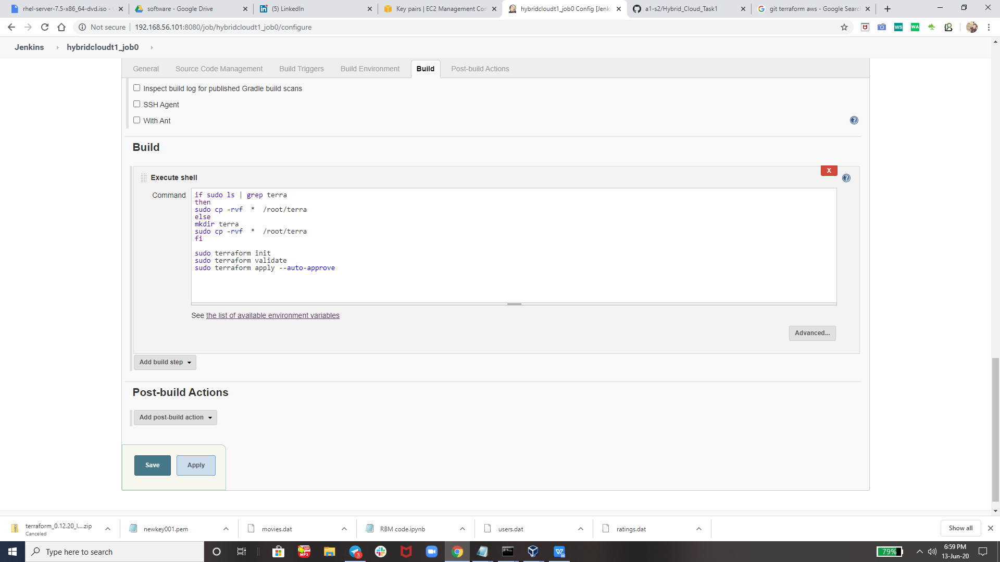 rhel-server-7.5-x86_64-dvd.iso -
software - Google Drive
(5) LinkedIn
Key pairs | EC2 Management Con
hybridcloudt1_job0 Config [Jenki
a1-s2/Hybrid_Cloud_Task1
git terraform aws - Google Searc
Not secure
192.168.56.101:8080/job/hybridcloudt1_job0/configure
Jenkins
hybridcloudt1_job0
General
Source Code Management
Build Triggers
Build Environment
Build
Post-build Actions
Inspect build log for published Gradle build scans
SSH Agent
With Ant
Build
X
Execute shell
Command
if sudo ls | grep terra
then
sudo cp -rvf  *  /root/terra
else
mkdir terra
sudo cp -rvf  *  /root/terra
fi
sudo terraform init
sudo terraform validate
sudo terraform apply --auto-approve
See the list of available environment variables
Advanced...
Add build step
Post-build Actions
Add post-build action
Save
Apply
terraform_0.12.20_l....zip
Canceled
newkey001.pem
movies.dat
RBM code.ipynb
users.dat
ratings.dat
Show all
Type here to search
MP3
3
79%
6:59 PM
13-Jun-20